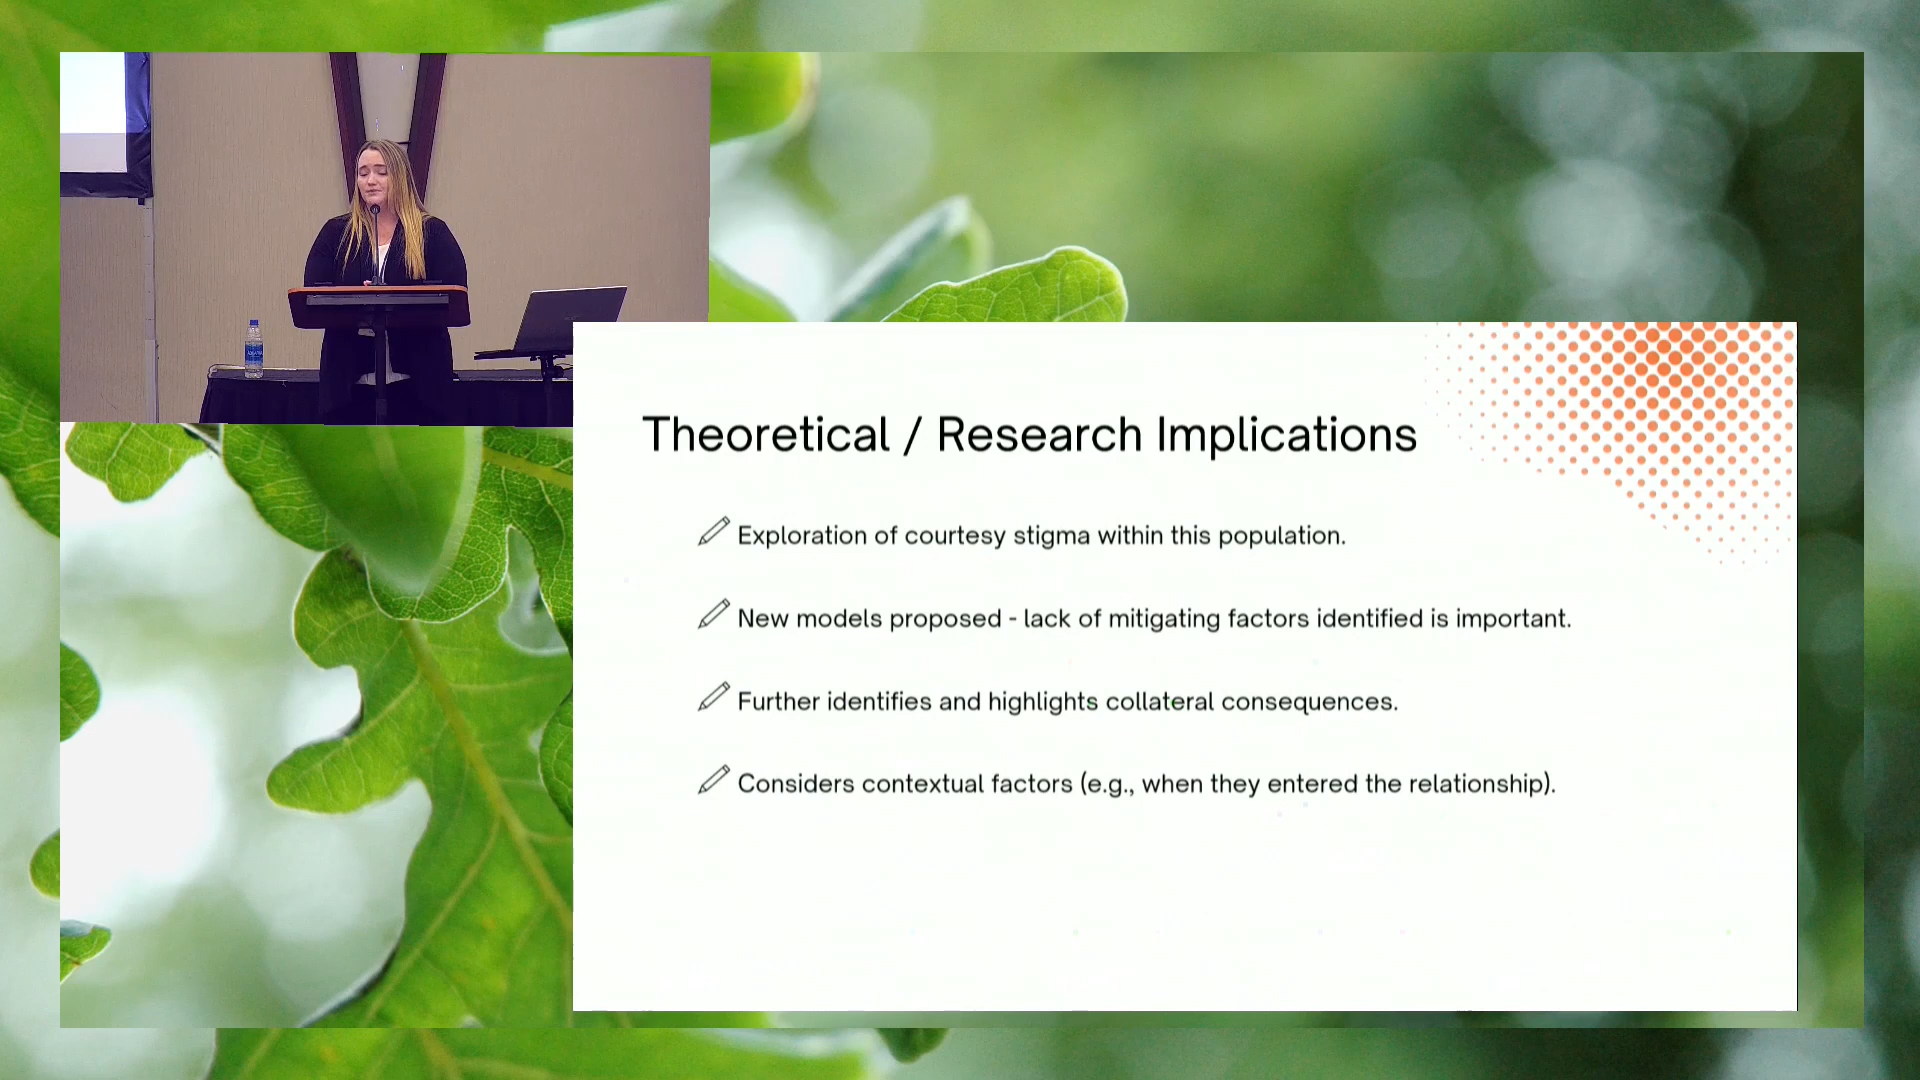 Theoretical / Research Implications
Exploration of courtesy stigma within this population.
New models proposed - lack of mitigating factors identified is important.
Further identifies and highlights collateral consequences.
Considers contextual factors (e.g., when they entered the relationship).